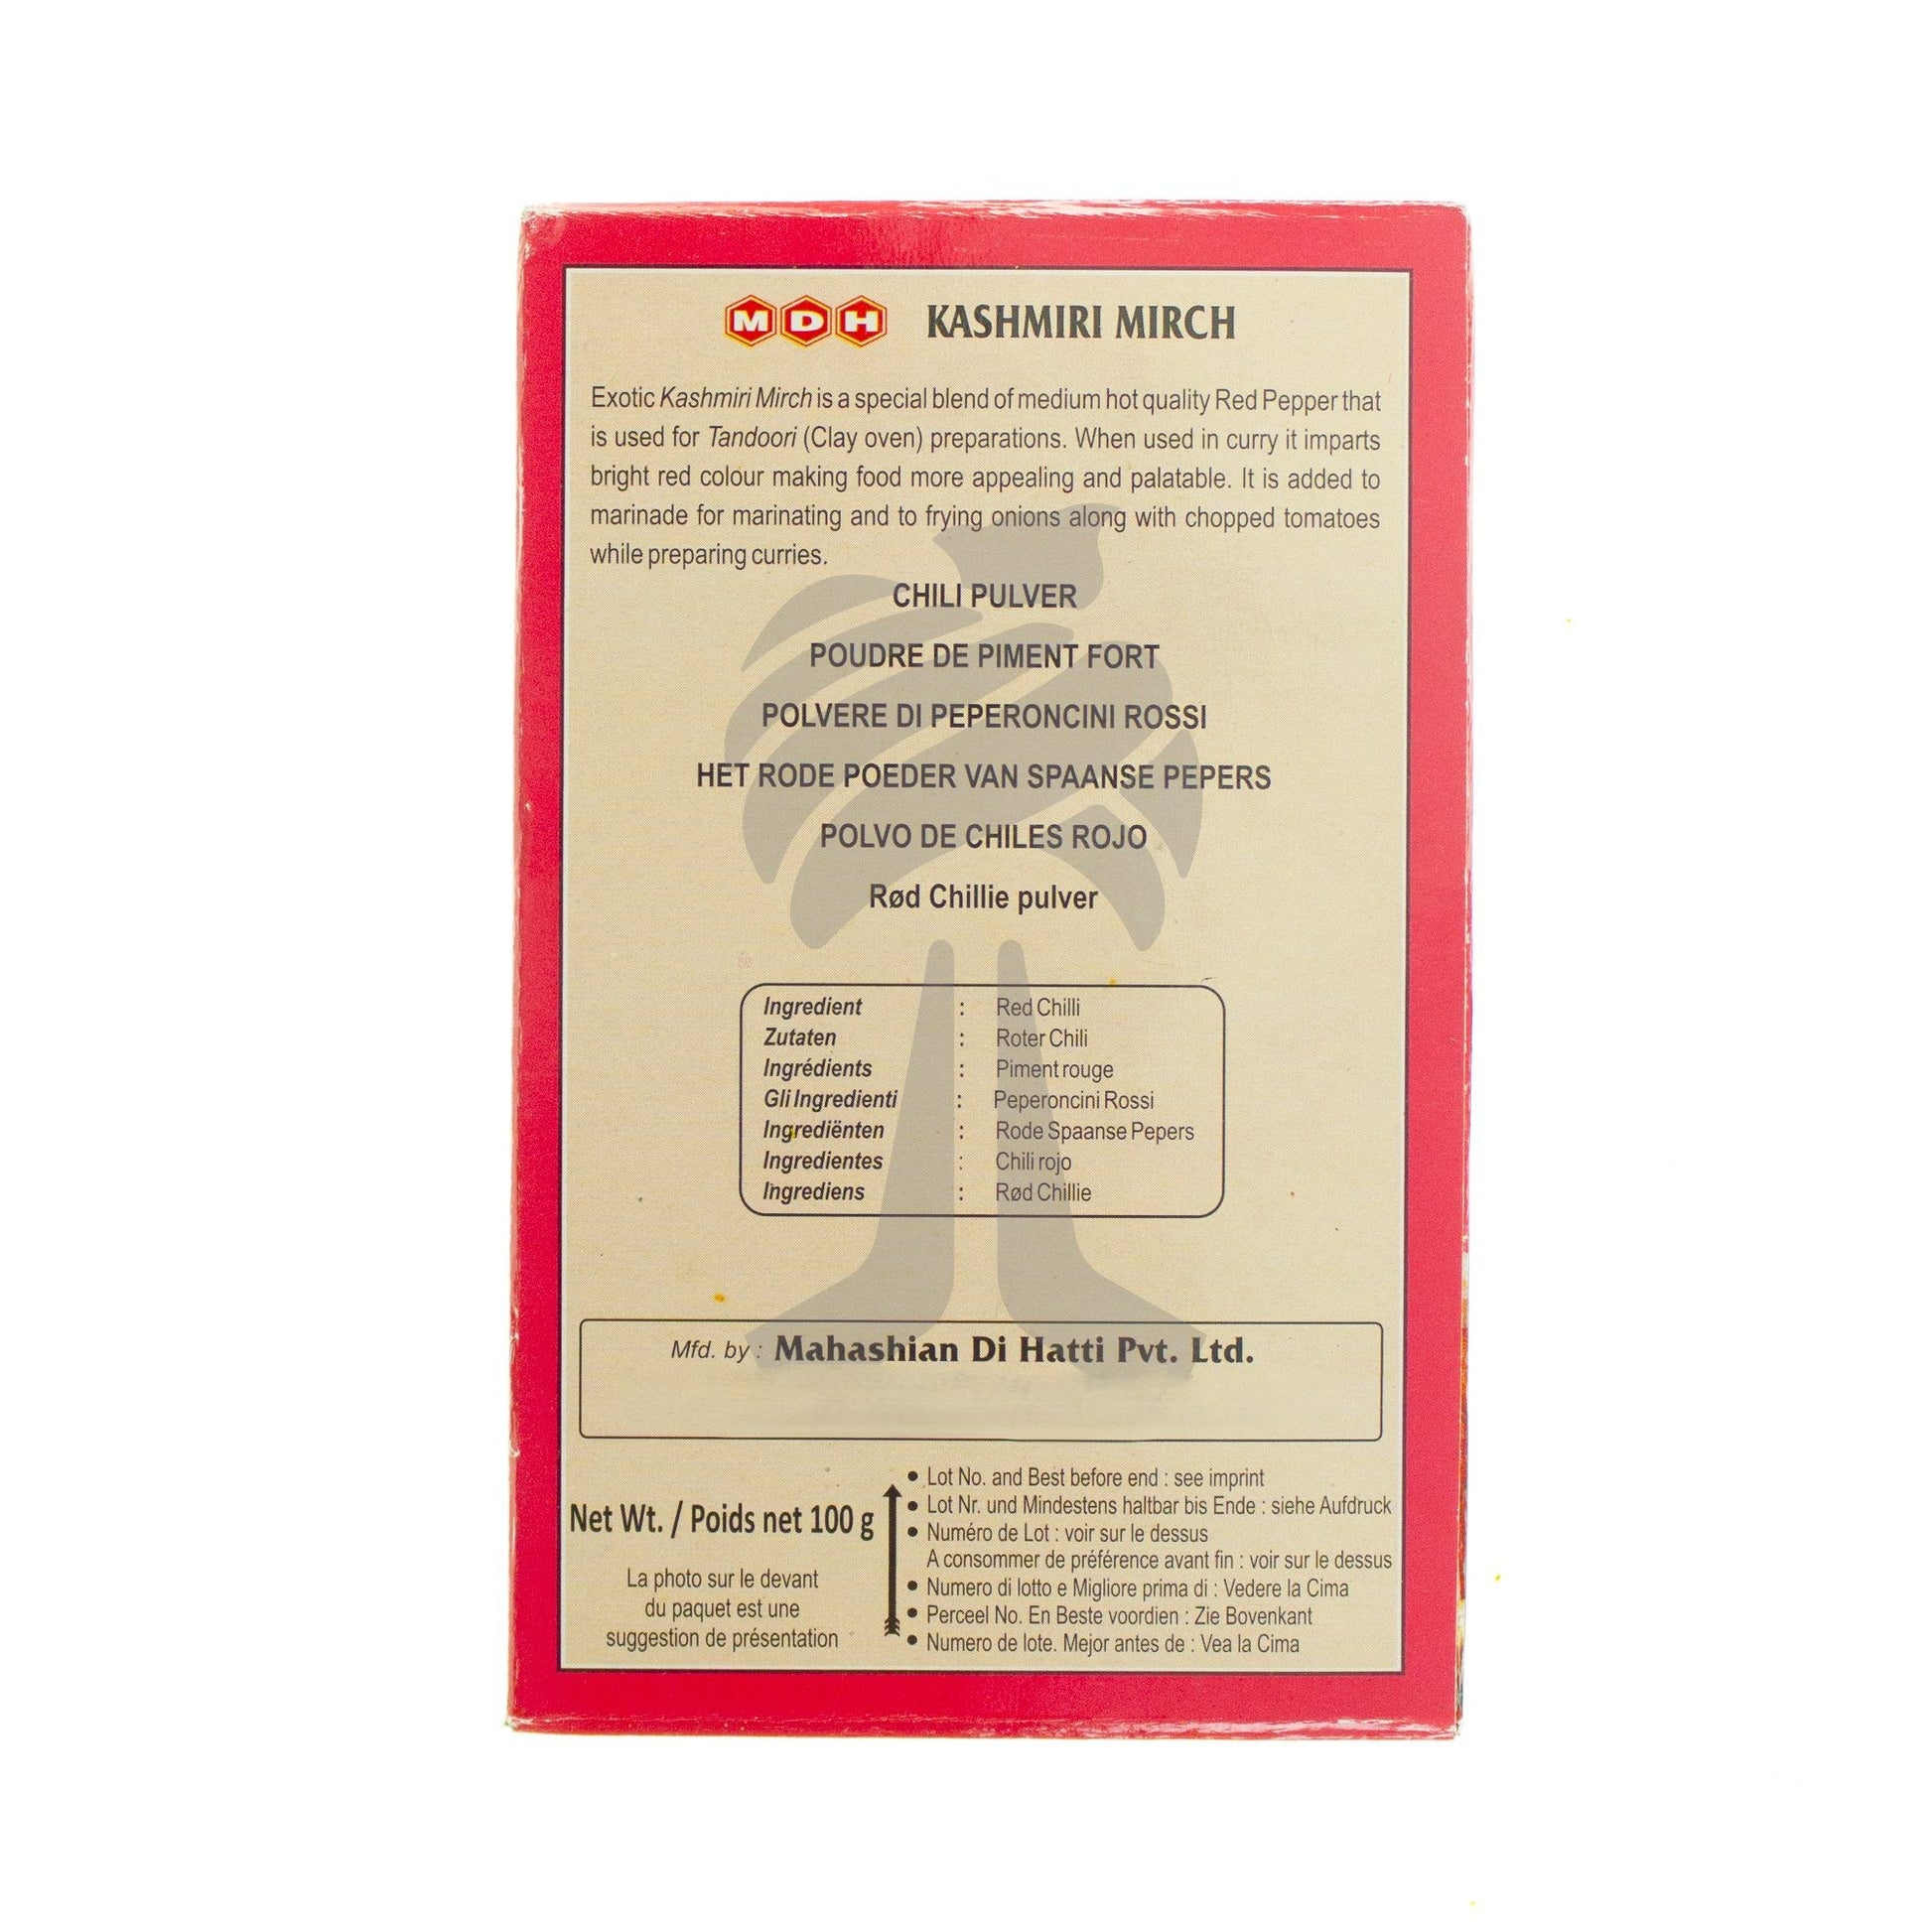 MDH KASHMIRI MIRCH
Exotic Kashmiri Mirch is a special blend of medium hot quality Red Pepper that
is used for Tandoori (Clay oven) preparations. When used in curry it imparts
bright red colour making food more appealing and palatable. It is added to
marinade for marinating and to frying onions along with chopped tomatoes
while preparing curries.
CHILI PULVER
POUDRE DE PIMENT FORT
POLVERE DI PEPERONCINI ROSSI
HET RODE POEDER VAN SPAANSE PEPERS
POLVO DE CHILES ROJO
Rød Chillie pulver
Ingredient : Red Chilli
Zutaten : Roter Chili
Ingrédients : Piment rouge
Gli Ingredienti : Peperoncini Rossi
Ingrediënten : Rode Spaanse Pepers
Ingredientes : Chili rojo
Ingrediens : Rød Chillie
Mfd. by : Mahashian Di Hatti Pvt. Ltd.
Net Wt. / Poids net 100 g
La photo sur le devant
du paquet est une
suggestion de présentation
• Lot No. and Best before end : see imprint
• Lot Nr. und Mindestens haltbar bis Ende : siehe Aufdruck
• Numéro de Lot : voir sur le dessus
A consommer de préférence avant fin : voir sur le dessus
• Numero di lotto e Migliore prima di : Vedere la Cima
• Perceel No. En Beste voordien : Zie Bovenkant
• Numero de lote. Mejor antes de : Vea la Cima